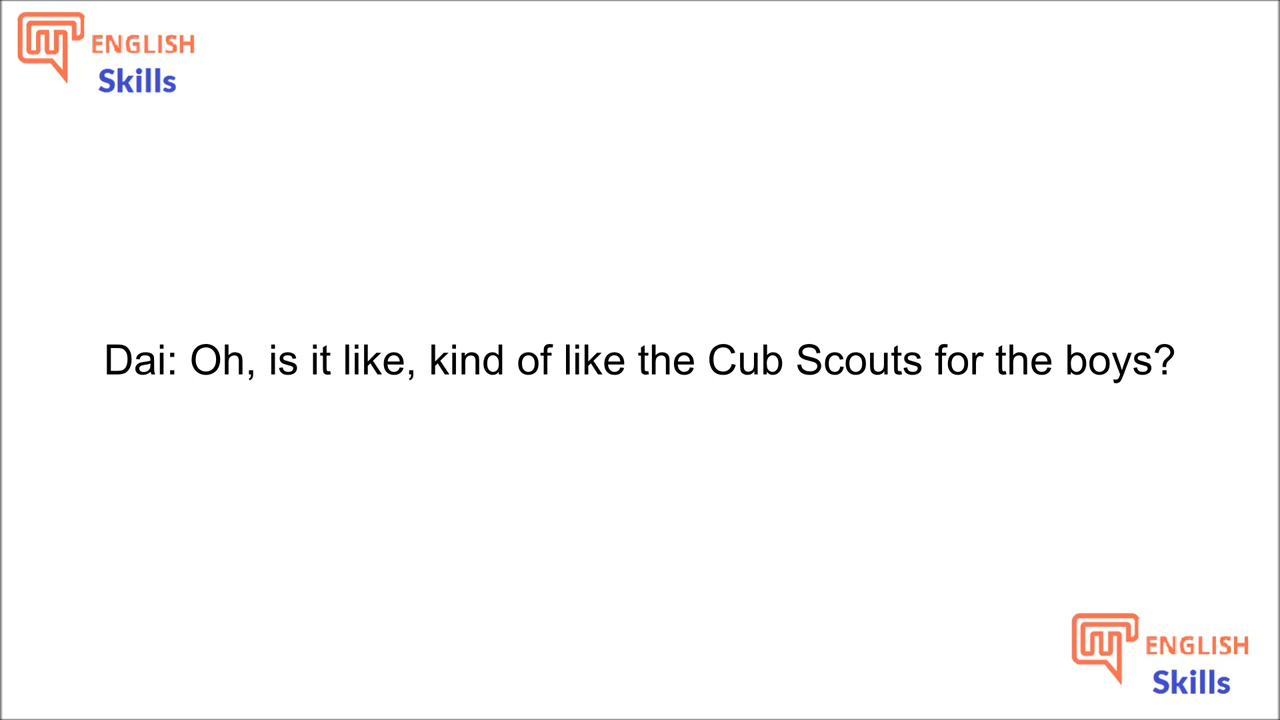 ENGLISH
Skills
Dai: Oh, is it like, kind of like the Cub Scouts for the boys?
ENGLISH
Skills